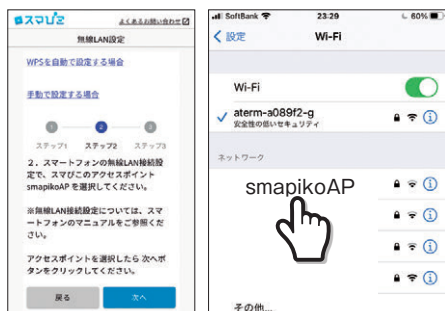 スマぴこ
よくあるお問い合わせ
無線LAN設定
WPSを自動で設定する場合
手動で設定する場合
1 2 3
ステップ1 ステップ2 ステップ3
2．スマートフォンの無線LAN接続設
定で、スマぴこのアクセスポイント
smapikoAP を選択してください。
※無線LAN接続設定については、スマ
ートフォンのマニュアルをご参照くだ
さい。
アクセスポイントを選択したら 次へボ
タンをクリックしてください。
戻る 次へ
SoftBank 23:29 60%
設定 Wi-Fi
Wi-Fi
aterm-a089f2-g
安全性の低いセキュリティ
ネットワーク
smapikoAP
その他...